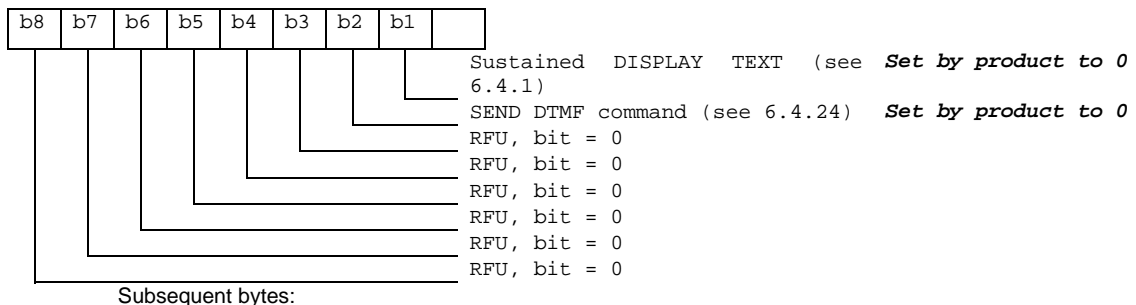 b8 b7 b6 b5 b4 b3 b2 b1
Sustained DISPLAY TEXT (see Set by product to 0
6.4.1)
SEND DTMF command (see 6.4.24) Set by product to 0
RFU, bit = 0
RFU, bit = 0
RFU, bit = 0
RFU, bit = 0
RFU, bit = 0
RFU, bit = 0
Subsequent bytes: